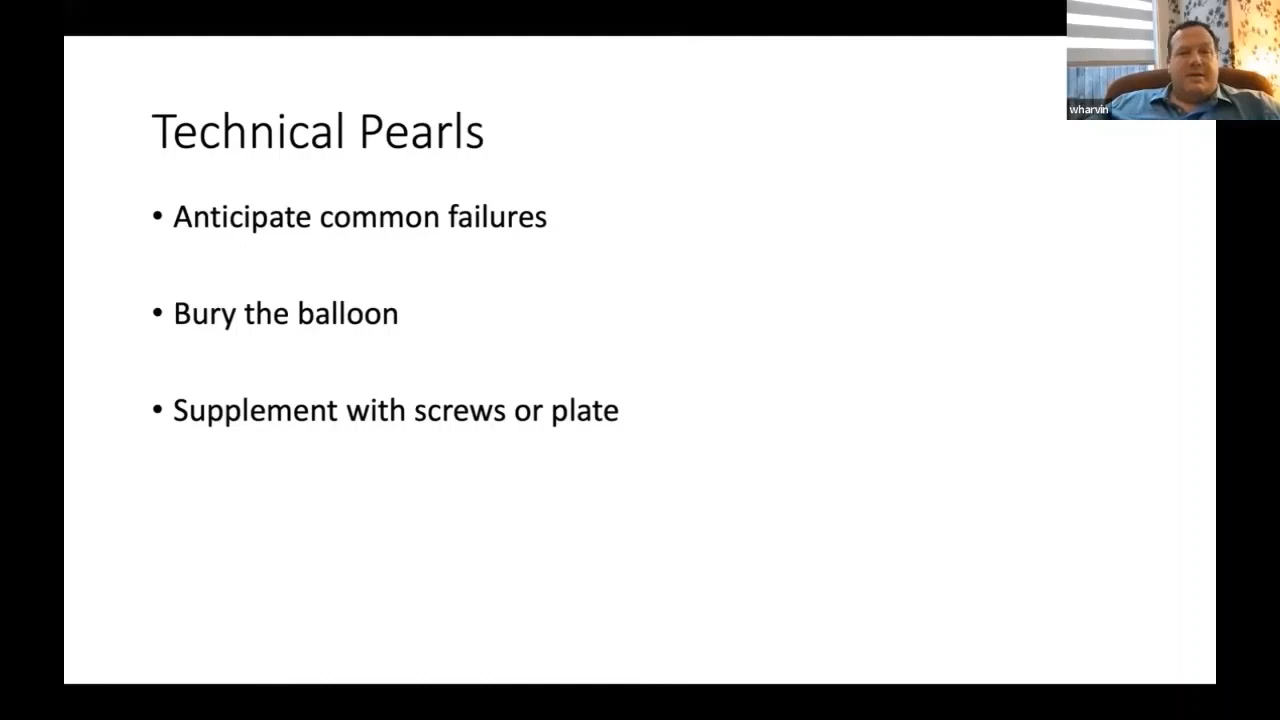 wharvin
Technical Pearls
• Anticipate common failures
• Bury the balloon
• Supplement with screws or plate